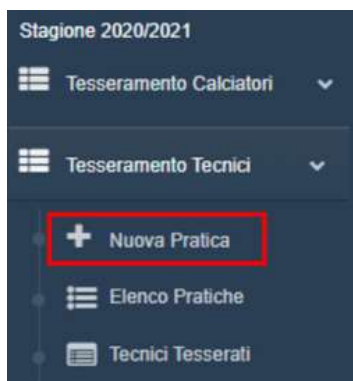 Stagione 2020/2021
Tesseramento Calciatori
Tesseramento Tecnici
Nuova Pratica
Elenco Pratiche
Tecnici Tesserati